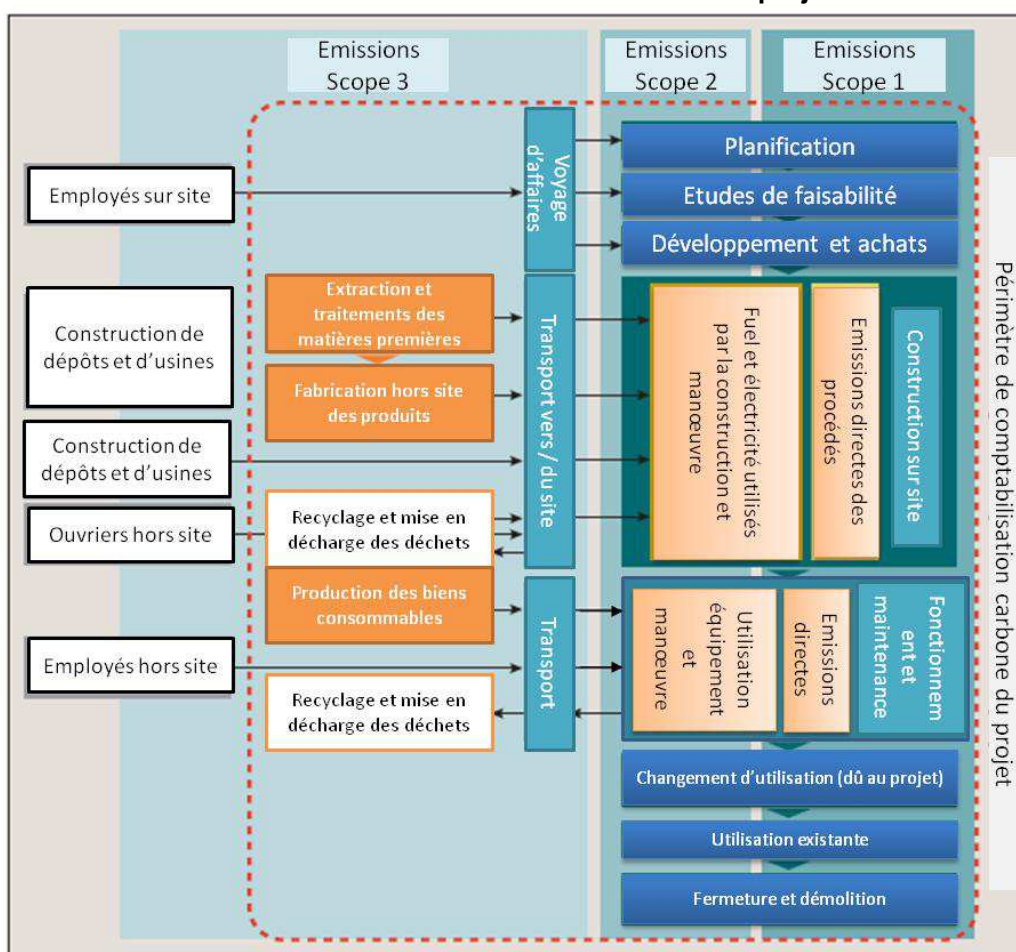 Emissions
Scope 3
Emissions
Scope 2
Emissions
Scope 1
Voyage
d'affaires
Planification
Employés sur site
Etudes de faisabilité
Développement et achats
Extraction et
traitements des
matières premières
Construction de
dépôts et d'usines
Fabrication hors site
des produits
Construction de
dépôts et d'usines
Ouvriers hors site
Recyclage et mise en
décharge des déchets
Transport vers / du site
Fuel et électricité utilisés
par la construction et
manœuvre
Emissions directes des
procédés
Construction sur site
Production des biens
consommables
Employés hors site
Recyclage et mise en
décharge des déchets
Transport
Utilisation
équipement
et
manœuvre
Emissions
directes
Fonctionnem
ent et
maintenance
Changement d'utilisation (dû au projet)
Utilisation existante
Fermeture et démolition
Périmètre de comptabilisation carbone du projet